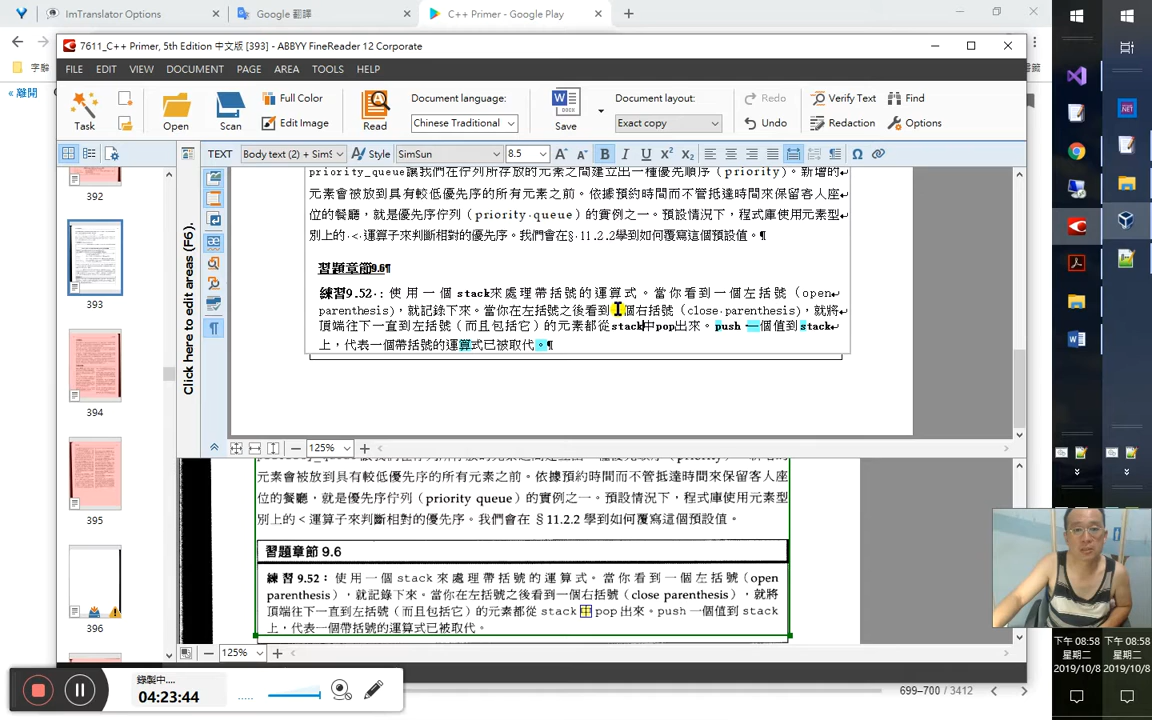 ImTranslator Options
Google 翻譯
C++ Primer - Google Play
字齡
« 離開
7611_C++ Primer, 5th Edition 中文版 [393] - ABBYY FineReader 12 Corporate
FILE EDIT VIEW DOCUMENT PAGE AREA TOOLS HELP
Task
Open
Scan
Full Color
Edit Image
Read
Document language:
Chinese Traditional
Save
Document layout:
Exact copy
Redo
Undo
Verify Text
Redaction
Find
Options
TEXT Body text (2) + SimS Style SimSun 8.5
392
393
394
395
396
Click here to edit areas (F6).
priority_queue讓我們在佇列所存放的元素之間建立出一種優先順序（priority）。新增的
元素會被放到具有較低優先序的所有元素之前。依據預約時間而不管抵達時間來保留客人座
位的餐廳，就是優先序佇列（priority·queue）的實例之一。預設情況下，程式庫使用元素型
別上的·<·運算子來判斷相對的優先序。我們會在§·11.2.2學到如何覆寫這個預設值。¶
習題章節9.6¶
練習9.52·：使用一個 stack來處理帶括號的運算式。當你看到一個左括號（open
parenthesis），就記錄下來。當你在左括號之後看到一個右括號（close·parenthesis），就將
頂端往下一直到左括號（而且包括它）的元素都從stack中pop出來。push 一個值到stack
上，代表一個帶括號的運算式已被取代。¶
125%
元素會被放到具有較低優先序的所有元素之前。依據預約時間而不管抵達時間來保留客人座
位的餐廳，就是優先序佇列（priority queue）的實例之一。預設情況下，程式庫使用元素型
別上的 < 運算子來判斷相對的優先序。我們會在 § 11.2.2 學到如何覆寫這個預設值。
習題章節 9.6
練習 9.52：使用一個 stack 來處理帶括號的運算式。當你看到一個左括號（open
parenthesis），就記錄下來。當你在左括號之後看到一個右括號（close parenthesis），就將
頂端往下一直到左括號（而且包括它）的元素都從 stack 中 pop 出來。push 一個值到 stack
上，代表一個帶括號的運算式已被取代。
125%
699–700 / 3412
錄製中...
04:23:44
下午 08:58
星期二
2019/10/8
下午 08:58
星期二
2019/10/8